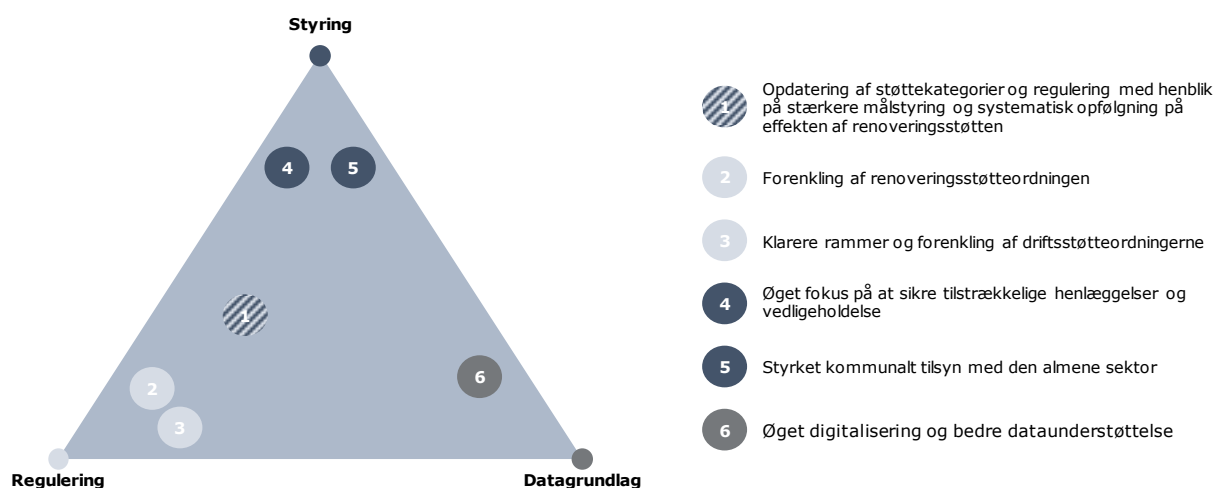 Styring
4
5
1
2
3
6
Regulering
Datagrundlag
1
Opdatering af støttekategorier og regulering med henblik
på stærkere målstyring og systematisk opfølgning på
effekten af renoveringsstøtten
2
Forenkling af renoveringsstøtteordningen
3
Klarere rammer og forenkling af driftsstøtteordningerne
4
Øget fokus på at sikre tilstrækkelige henlæggelser og
vedligeholdelse
5
Styrket kommunalt tilsyn med den almene sektor
6
Øget digitalisering og bedre dataunderstøttelse